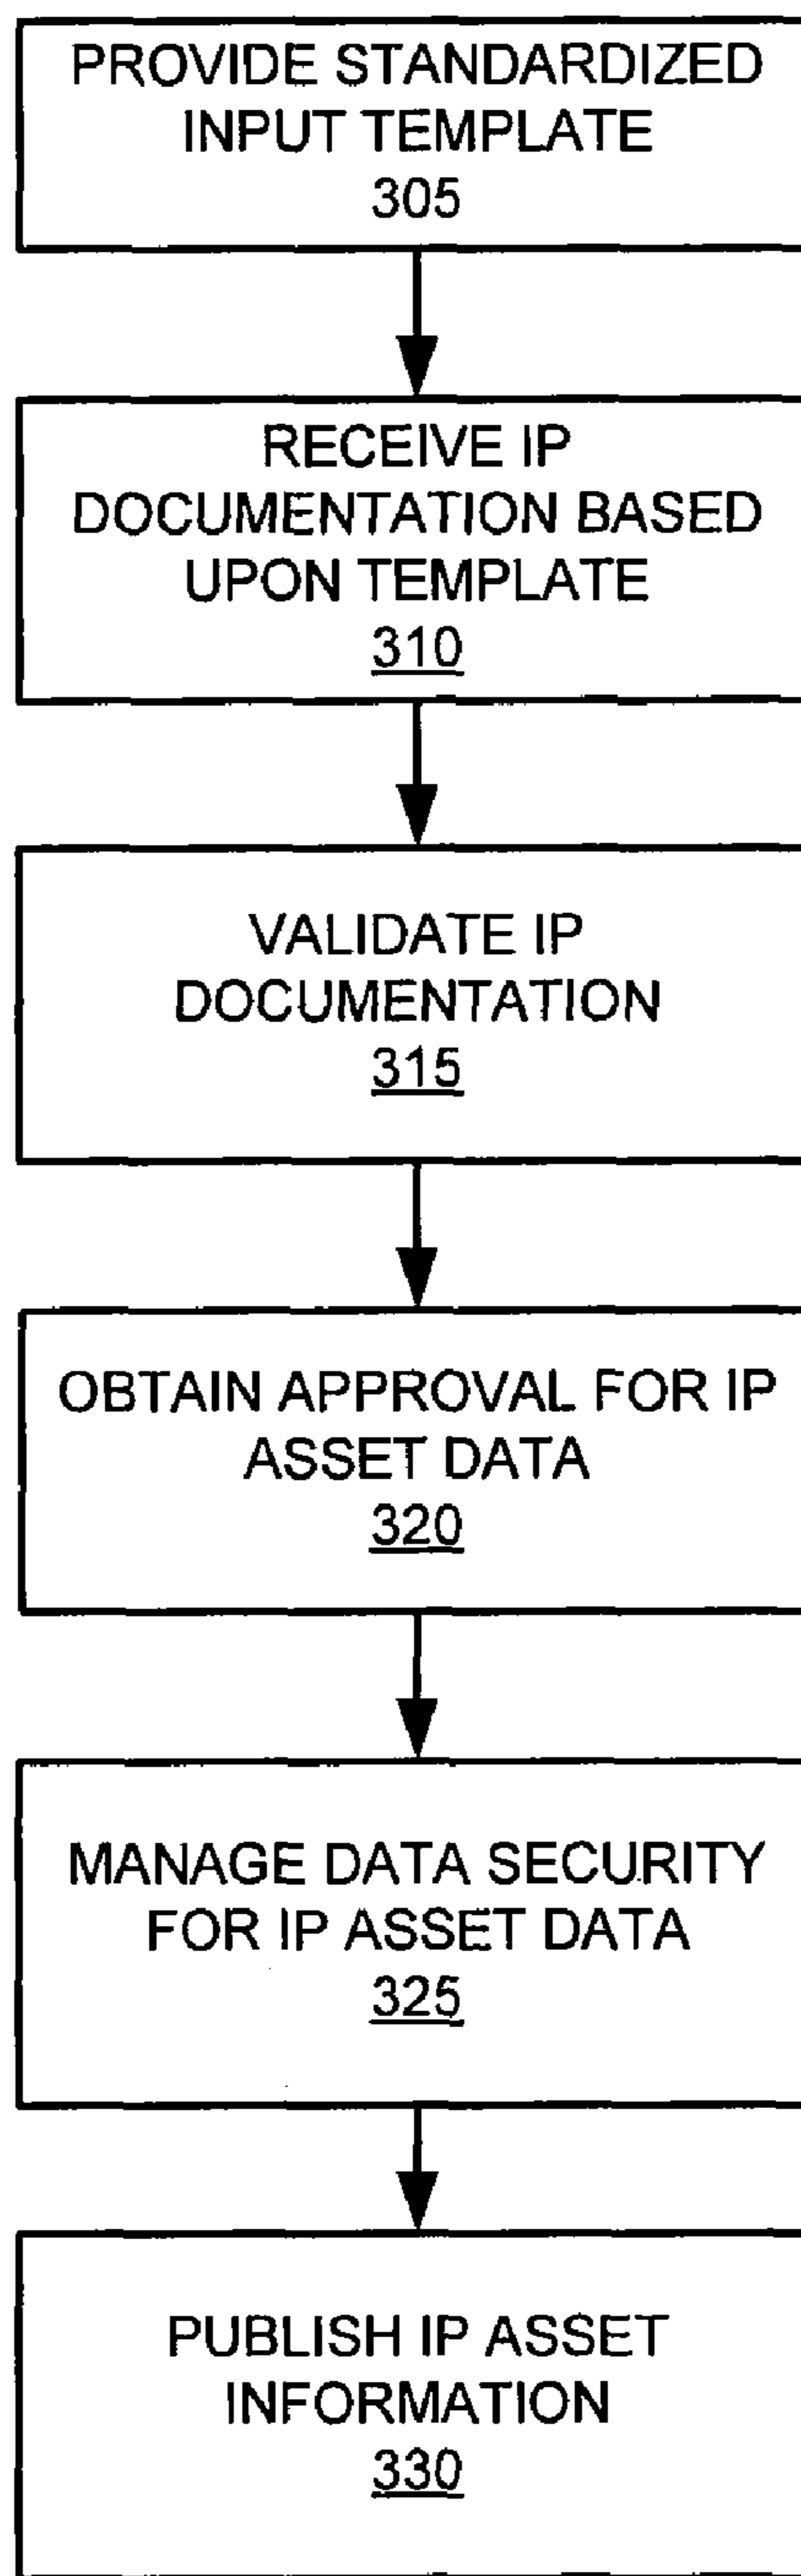 PROVIDE STANDARDIZED
INPUT TEMPLATE
305
RECEIVE IP
DOCUMENTATION BASED
UPON TEMPLATE
310
VALIDATE IP
DOCUMENTATION
315
OBTAIN APPROVAL FOR IP
ASSET DATA
320
MANAGE DATA SECURITY
FOR IP ASSET DATA
325
PUBLISH IP ASSET
INFORMATION
330